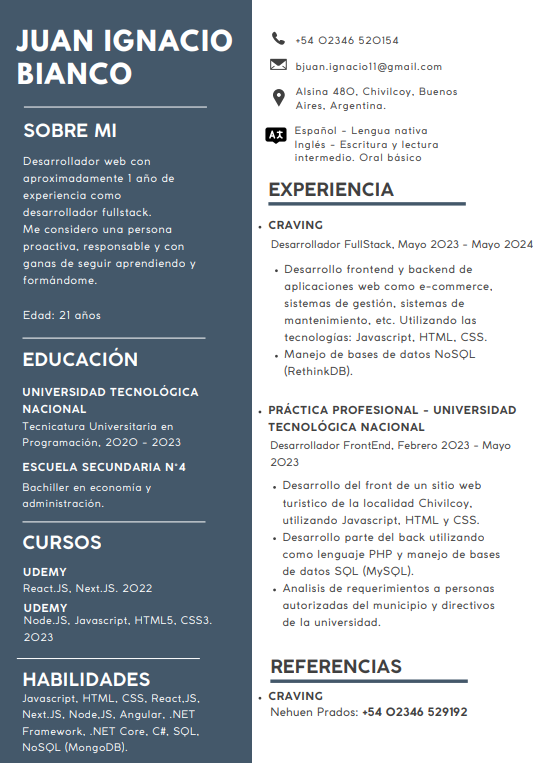 JUAN IGNACIO
BIANCO
SOBRE MI
Desarrollador web con
aproximadamente 1 año de
experiencia como
desarrollador fullstack.
Me considero una persona
proactiva, responsable y con
ganas de seguir aprendiendo y
formándome.
Edad: 21 años
EDUCACIÓN
UNIVERSIDAD TECNOLÓGICA
NACIONAL
Tecnicatura Universitaria en
Programación, 2020 - 2023
ESCUELA SECUNDARIA N°4
Bachiller en economía y
administración.
CURSOS
UDEMY
React.JS, Next.JS. 2022
UDEMY
Node.JS, Javascript, HTML5, CSS3.
2023
HABILIDADES
Javascript, HTML, CSS, React,JS,
Next.JS, Node,JS, Angular, .NET
Framework, .NET Core, C#, SQL,
NoSQL (MongoDB).
+54 02346 520154
bjuan.ignacio11@gmail.com
Alsina 480, Chivilcoy, Buenos
Aires, Argentina.
Español - Lengua nativa
Inglés - Escritura y lectura
intermedio. Oral básico
EXPERIENCIA
• CRAVING
Desarrollador FullStack, Mayo 2023 - Mayo 2024
• Desarrollo frontend y backend de
aplicaciones web como e-commerce,
sistemas de gestión, sistemas de
mantenimiento, etc. Utilizando las
tecnologías: Javascript, HTML, CSS.
• Manejo de bases de datos NoSQL
(RethinkDB).
• PRÁCTICA PROFESIONAL - UNIVERSIDAD
TECNOLÓGICA NACIONAL
Desarrollador FrontEnd, Febrero 2023 - Mayo
2023
• Desarrollo del front de un sitio web
turistico de la localidad Chivilcoy,
utilizando Javascript, HTML y CSS.
• Desarrollo parte del back utilizando
como lenguaje PHP y manejo de bases
de datos SQL (MySQL).
• Analisis de requerimientos a personas
autorizadas del municipio y directivos
de la universidad.
REFERENCIAS
• CRAVING
Nehuen Prados: +54 02346 529192